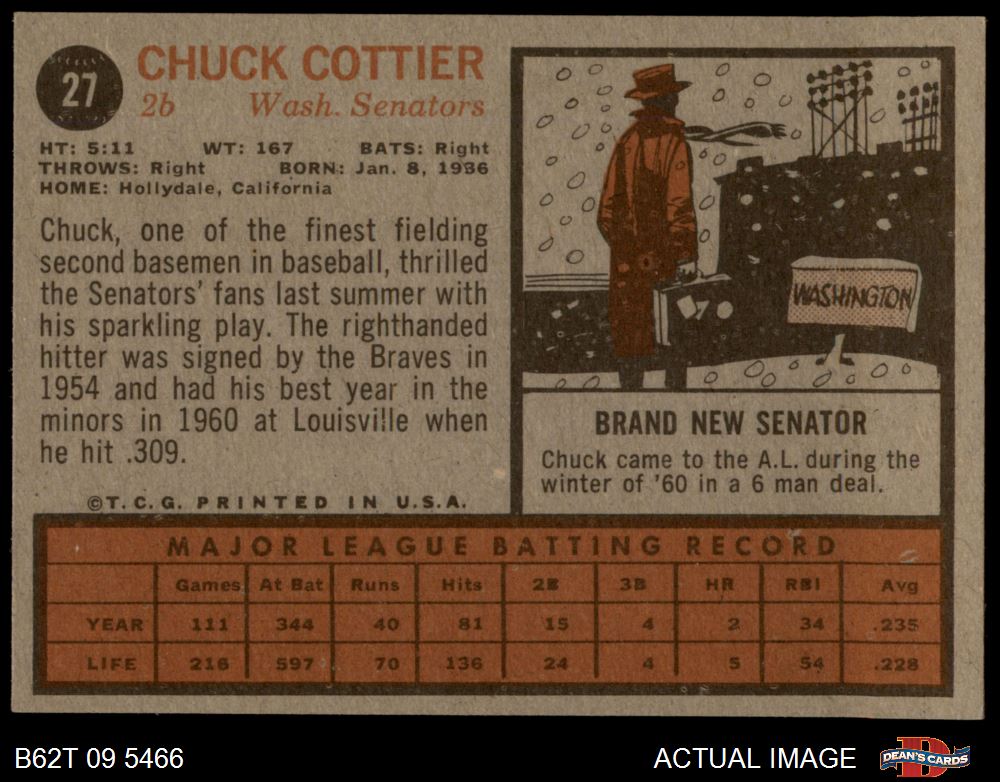 27
CHUCK COTTIER
2b Wash. Senators
HT: 5:11 WT: 167 BATS: Right
THROWS: Right BORN: Jan. 8, 1936
HOME: Hollydale, California
Chuck, one of the finest fielding
second basemen in baseball, thrilled
the Senators' fans last summer with
his sparkling play. The righthanded
hitter was signed by the Braves in
1954 and had his best year in the
minors in 1960 at Louisville when
he hit .309.
©T.C.G. PRINTED IN U.S.A.
WASHINGTON
BRAND NEW SENATOR
Chuck came to the A.L. during the
winter of '60 in a 6 man deal.
MAJOR LEAGUE BATTING RECORD
Games At Bat Runs Hits 2B 3B HR RBI Avg
YEAR 111 344 40 81 15 4 2 34 .235
LIFE 216 597 70 136 24 4 5 54 .228
B62T 09 5466 ACTUAL IMAGE DEAN'S CARDS